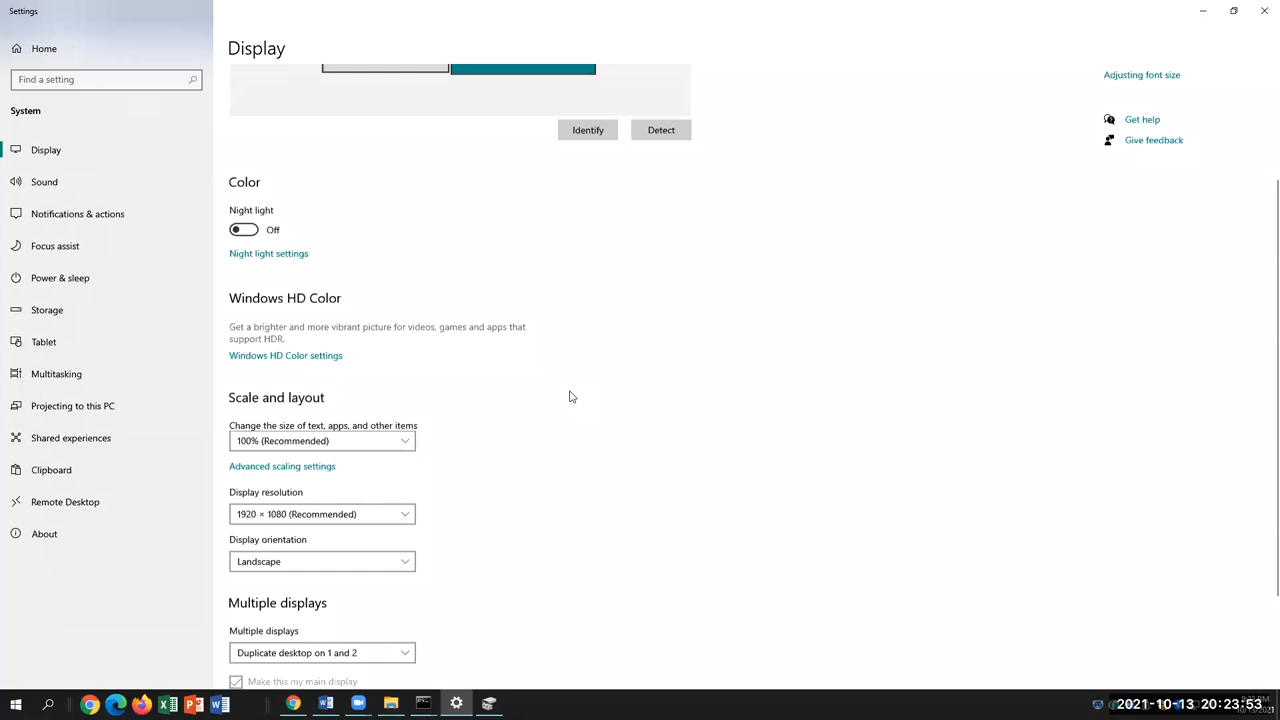 Settings
Home
Find a setting
System
Display
Sound
Notifications & actions
Focus assist
Power & sleep
Storage
Tablet
Multitasking
Projecting to this PC
Shared experiences
Clipboard
Remote Desktop
About
Display
Identify
Detect
Color
Night light
Off
Night light settings
Windows HD Color
Get a brighter and more vibrant picture for videos, games and apps that
support HDR.
Windows HD Color settings
Scale and layout
Change the size of text, apps, and other items
100% (Recommended)
Advanced scaling settings
Display resolution
1920 × 1080 (Recommended)
Display orientation
Landscape
Multiple displays
Multiple displays
Duplicate desktop on 1 and 2
Make this my main display
Adjusting font size
Get help
Give feedback
2021-10-13 20:23:53